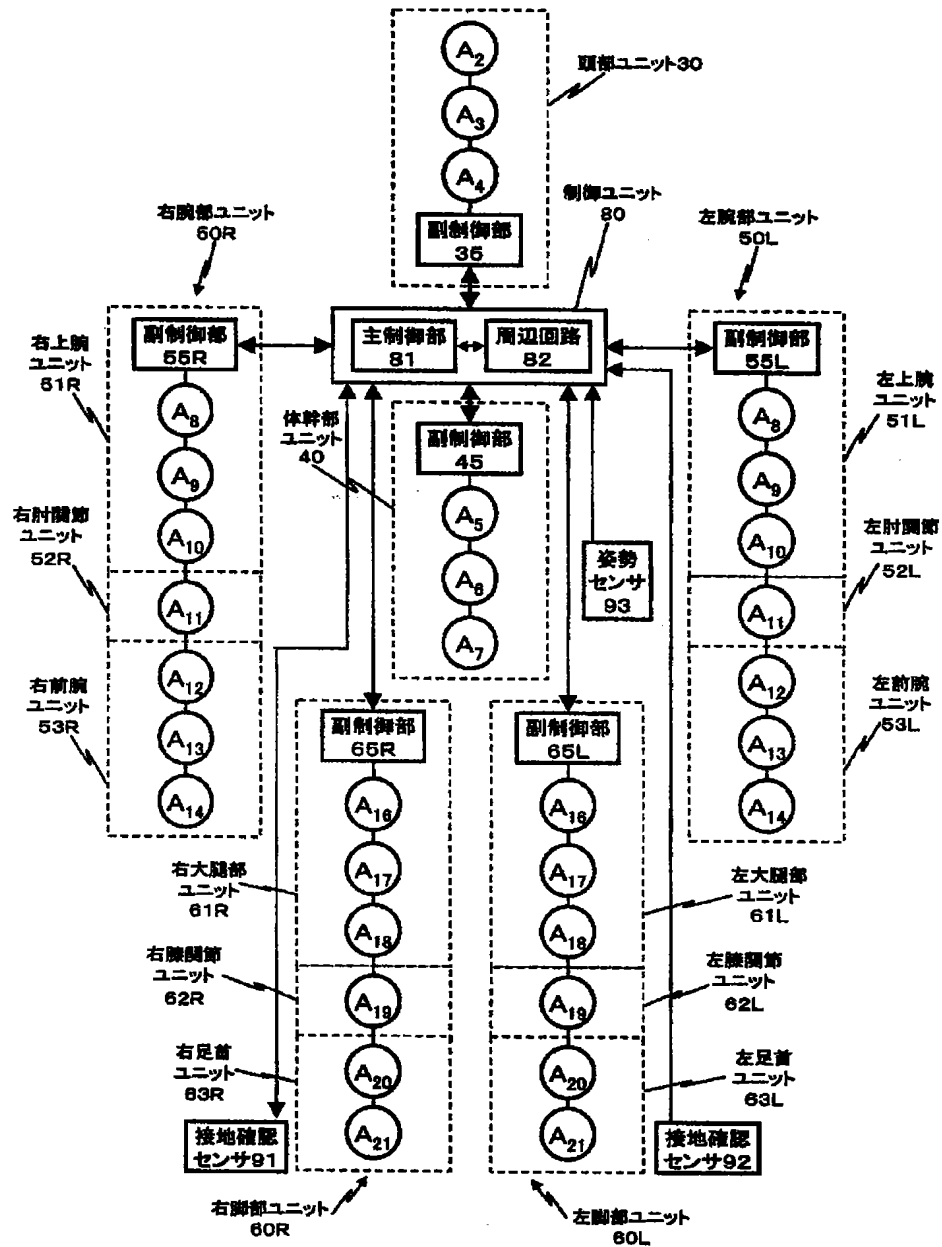 A2
頭部ユニット30
A3
A4
副制御部
35
制御ユニット
80
右腕部ユニット
60R
左腕部ユニット
50L
主制御部
81
周辺回路
82
副制御部
55R
副制御部
55L
右上腕
ユニット
51R
左上腕
ユニット
51L
A8
A9
A10
A8
A9
A10
体幹部
ユニット
40
副制御部
45
A5
A6
A7
姿勢
センサ
93
右肘関節
ユニット
52R
左肘関節
ユニット
52L
A11
A11
右前腕
ユニット
53R
左前腕
ユニット
53L
A12
A13
A14
A12
A13
A14
副制御部
65R
副制御部
65L
A16
A17
A18
A16
A17
A18
右大腿部
ユニット
61R
左大腿部
ユニット
61L
右膝関節
ユニット
62R
左膝関節
ユニット
62L
A19
A19
右足首
ユニット
63R
左足首
ユニット
63L
A20
A21
A20
A21
接地確認
センサ91
接地確認
センサ92
右脚部ユニット
60R
左脚部ユニット
60L